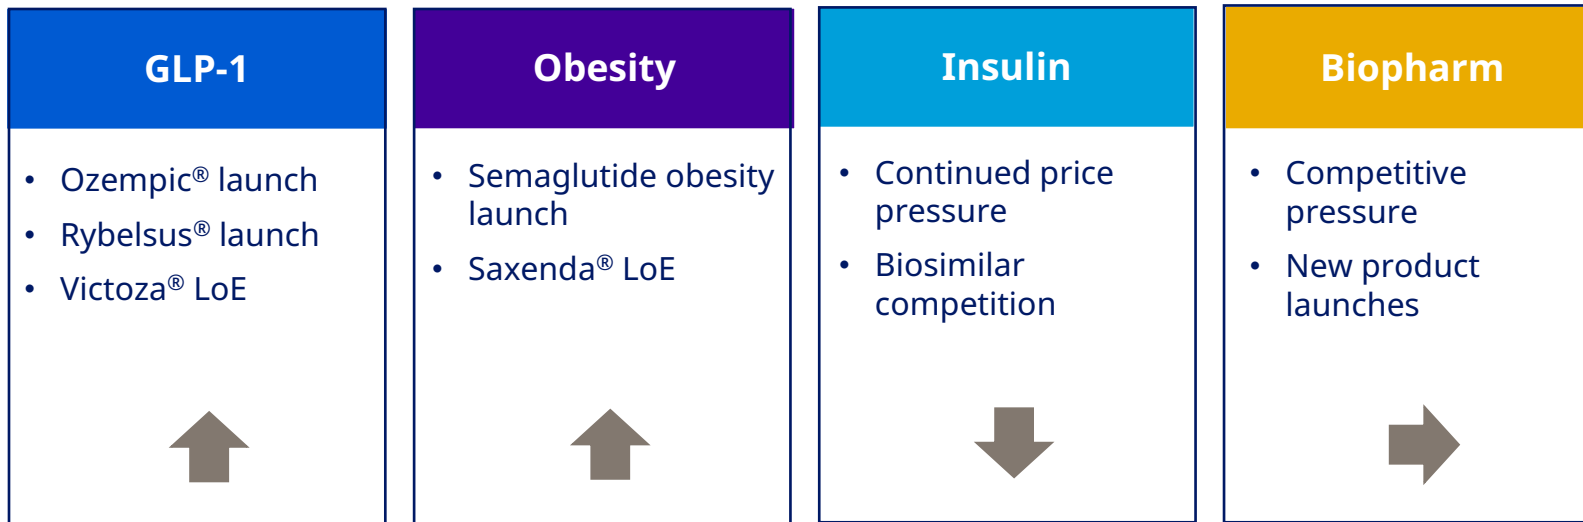 GLP-1
• Ozempic® launch
• Rybelsus® launch
• Victoza® LoE
Obesity
• Semaglutide obesity
launch
• Saxenda® LoE
Insulin
• Continued price
pressure
• Biosimilar
competition
Biopharm
• Competitive
pressure
• New product
launches